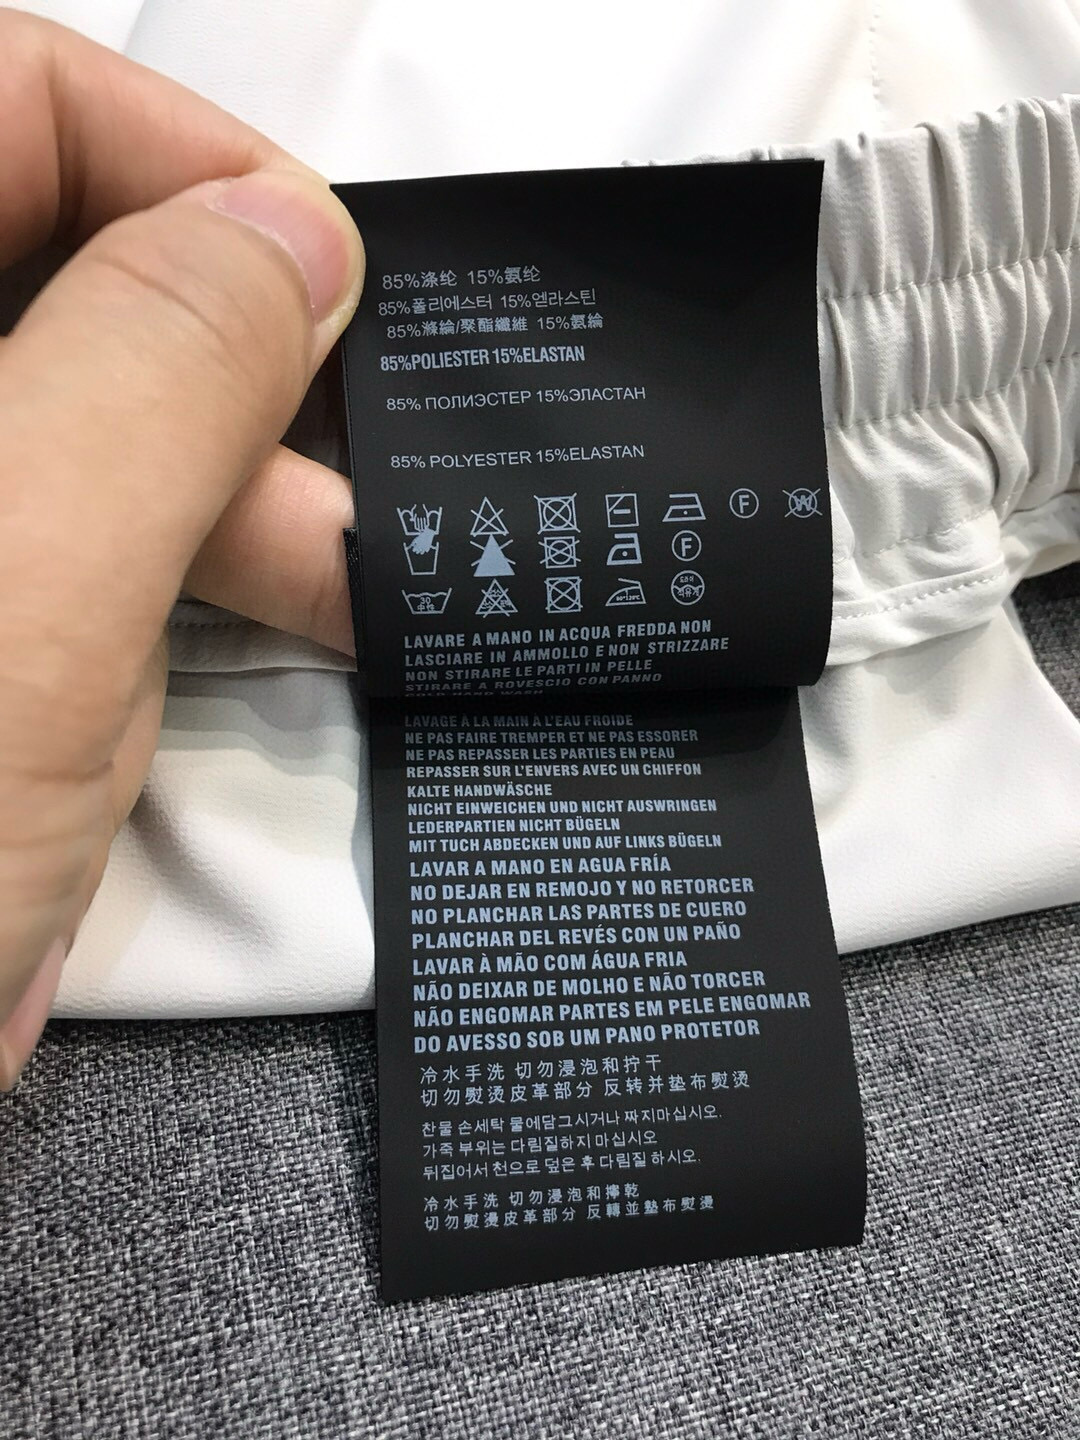 85%涤纶 15%氨纶
85%폴리에스터 15%엘라스틴
85%滌綸/聚酯纖維 15%氨綸
85%POLIESTER 15%ELASTAN
85% ПОЛИЭСТЕР 15%ЭЛАСТАН
85% POLYESTER 15%ELASTAN
F W
F
30
中性
LAVARE A MANO IN ACQUA FREDDA NON
LASCIARE IN AMMOLLO E NON STRIZZARE
NON STIRARE LE PARTI IN PELLE
STIRARE A ROVESCIO CON PANNO
COLD HAND WASH
LAVAGE À LA MAIN À L'EAU FROIDE
NE PAS FAIRE TREMPER ET NE PAS ESSORER
NE PAS REPASSER LES PARTIES EN PEAU
REPASSER SUR L'ENVERS AVEC UN CHIFFON
KALTE HANDWÄSCHE
NICHT EINWEICHEN UND NICHT AUSWRINGEN
LEDERPARTIEN NICHT BÜGELN
MIT TUCH ABDECKEN UND AUF LINKS BÜGELN
LAVAR A MANO EN AGUA FRÍA
NO DEJAR EN REMOJO Y NO RETORCER
NO PLANCHAR LAS PARTES DE CUERO
PLANCHAR DEL REVÉS CON UN PAÑO
LAVAR À MÃO COM ÁGUA FRIA
NÃO DEIXAR DE MOLHO E NÃO TORCER
NÃO ENGOMAR PARTES EM PELE ENGOMAR
DO AVESSO SOB UM PANO PROTETOR
冷水手洗 切勿浸泡和拧干
切勿熨烫皮革部分 反转并垫布熨烫
찬물 손세탁 물에담그시거나 짜지마십시오.
가죽 부위는 다림질하지 마십시오
뒤집어서 천으로 덮은 후 다림질 하시오.
冷水手洗 切勿浸泡和擰乾
切勿熨燙皮革部分 反轉並墊布熨燙